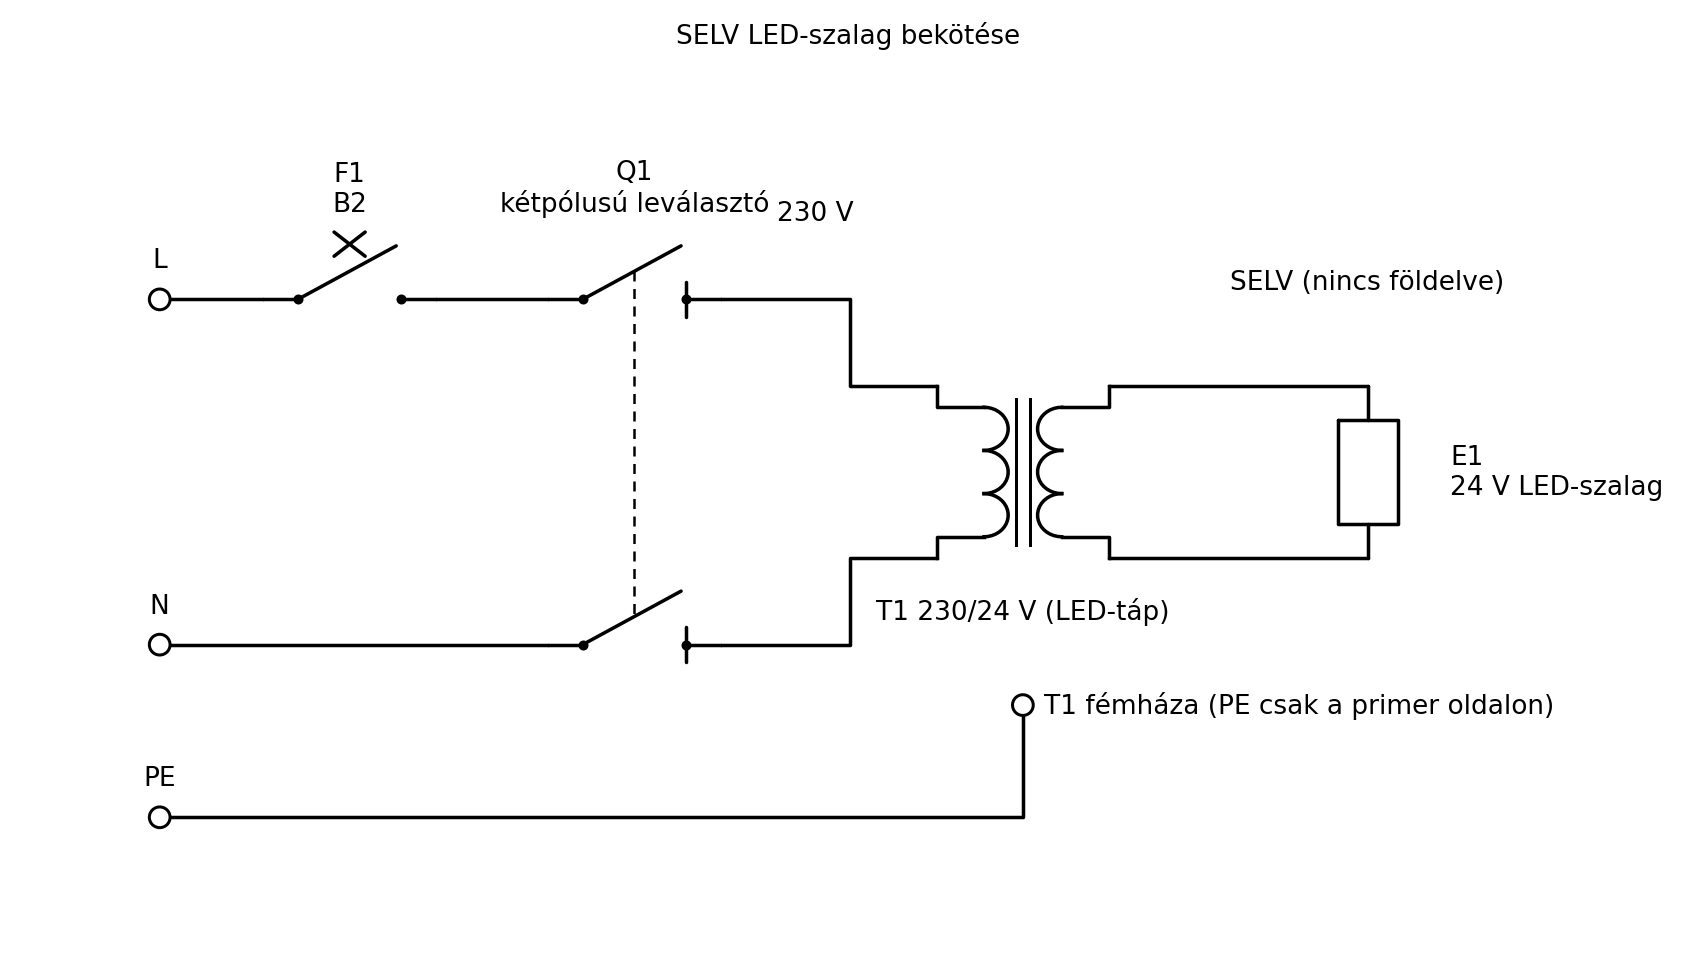 SELV LED-szalag bekötése
F1
B2
Q1
kétpólusú leválasztó
230 V
L
SELV (nincs földelve)
E1
24 V LED-szalag
N
T1 230/24 V (LED-táp)
T1 fémháza (PE csak a primer oldalon)
PE